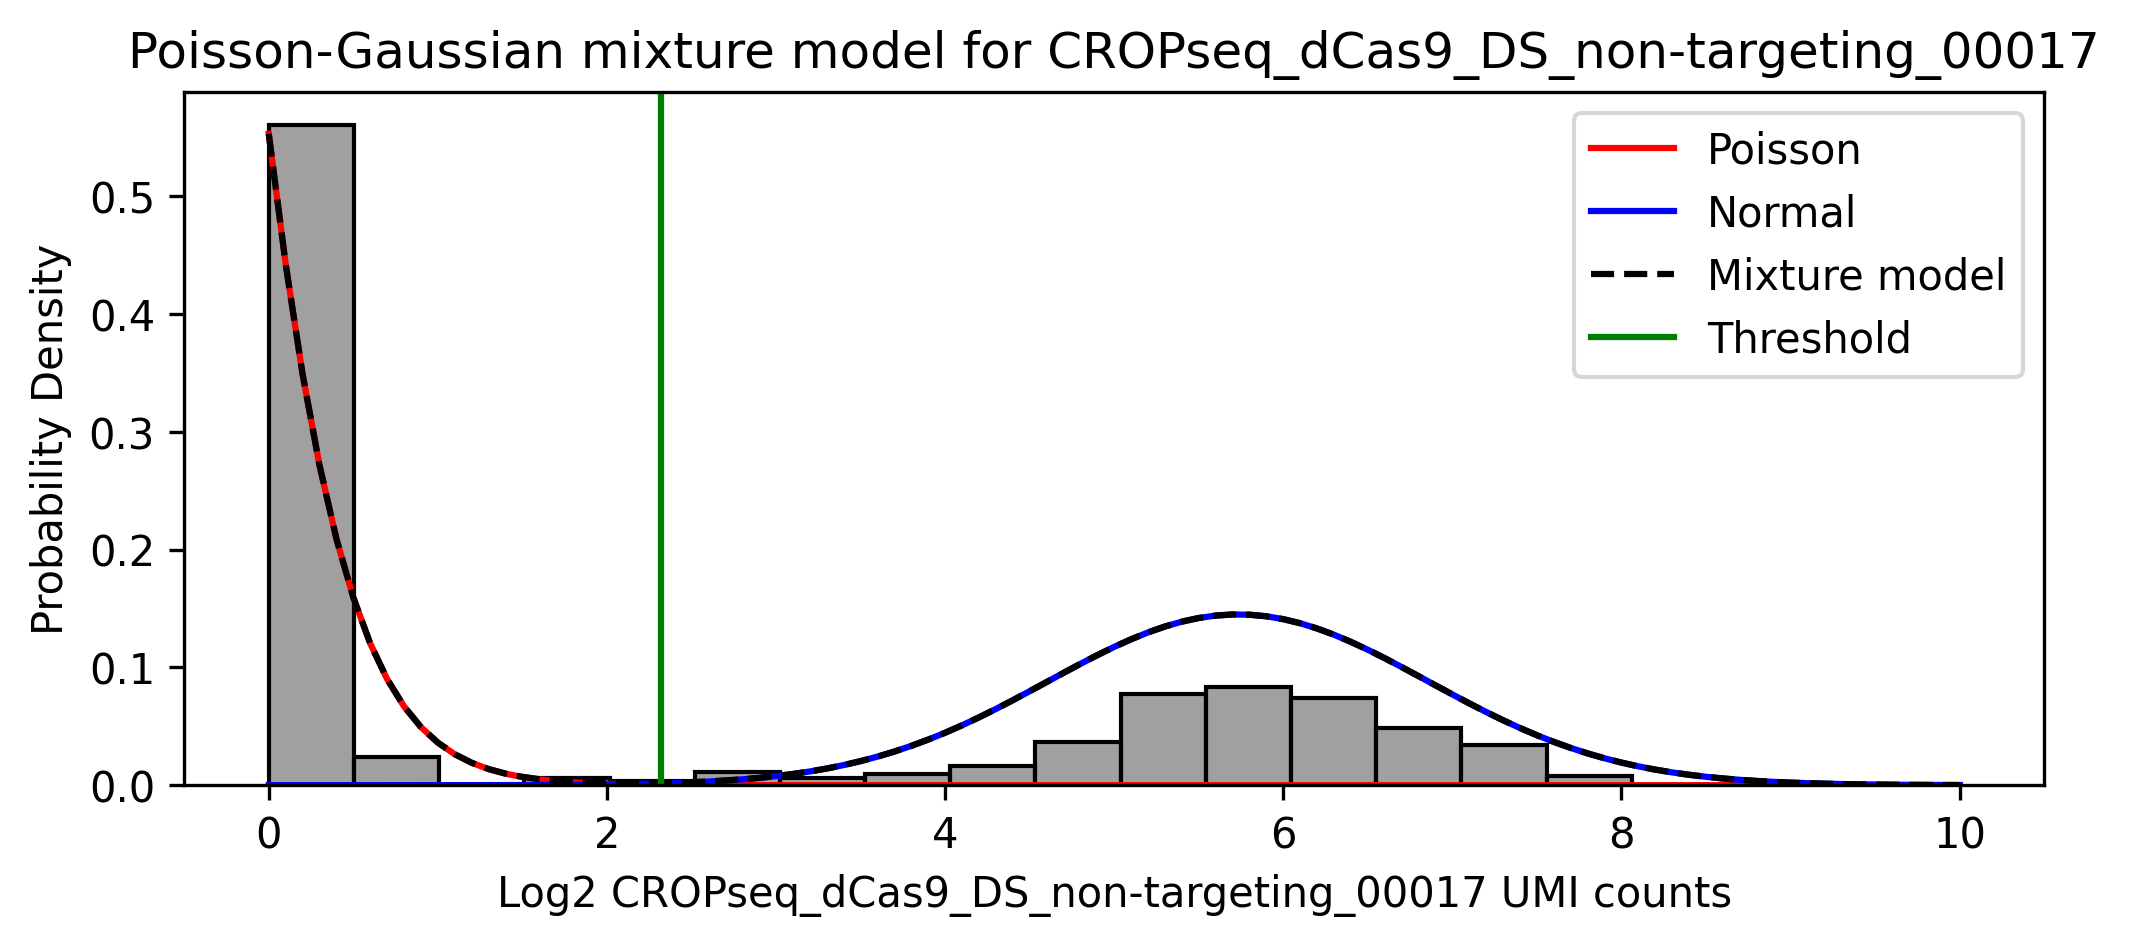 Poisson-Gaussian mixture model for CROPseq_dCas9_DS_non-targeting_00017
Probability Density
0.5
0.4
0.3
0.2
0.1
0.0
Poisson
Normal
Mixture model
Threshold
0 2 4 6 8 10
Log2 CROPseq_dCas9_DS_non-targeting_00017 UMI counts